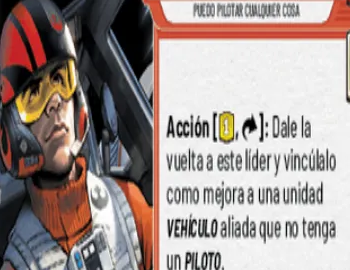 PUEDO PILOTAR CUALQUIER COSA
Acción [1, ]: Dale la
vuelta a este líder y vincúlalo
como mejora a una unidad
VEHÍCULO aliada que no tenga
un PILOTO.